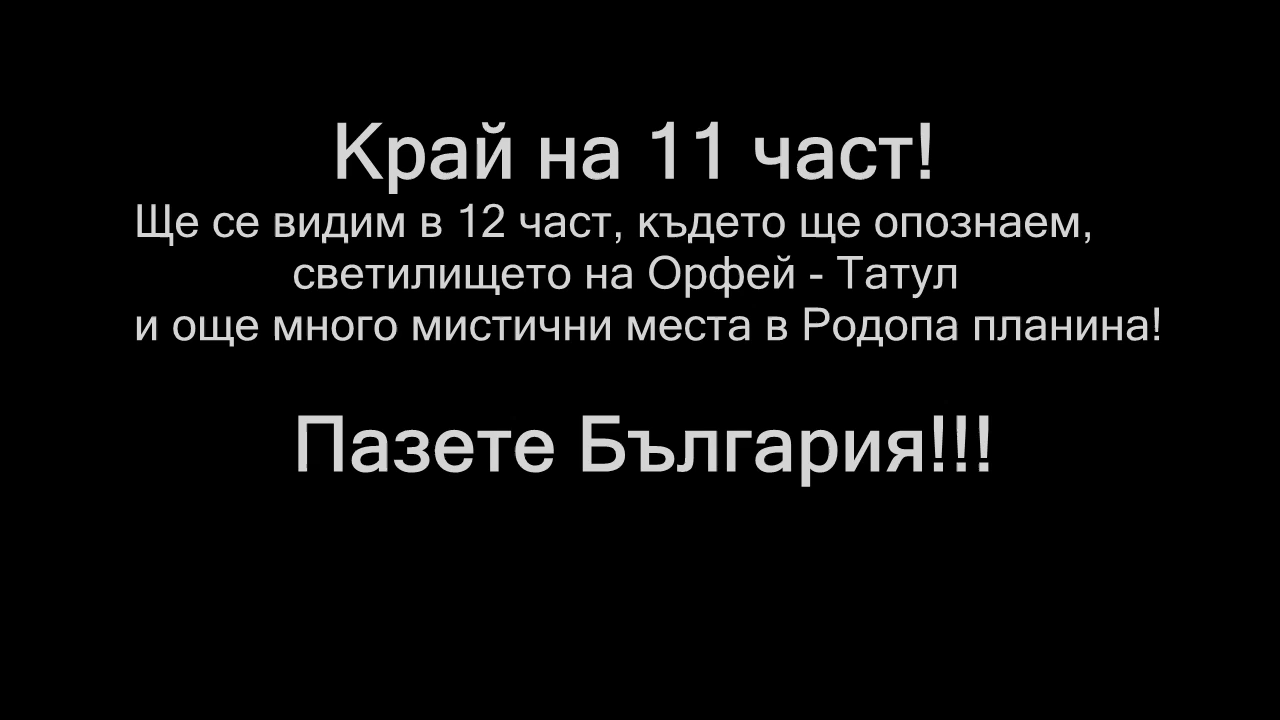 Край на 11 част!
Ще се видим в 12 част, където ще опознаем,
светилището на Орфей - Татул
и още много мистични места в Родопа планина!
Пазете България!!!